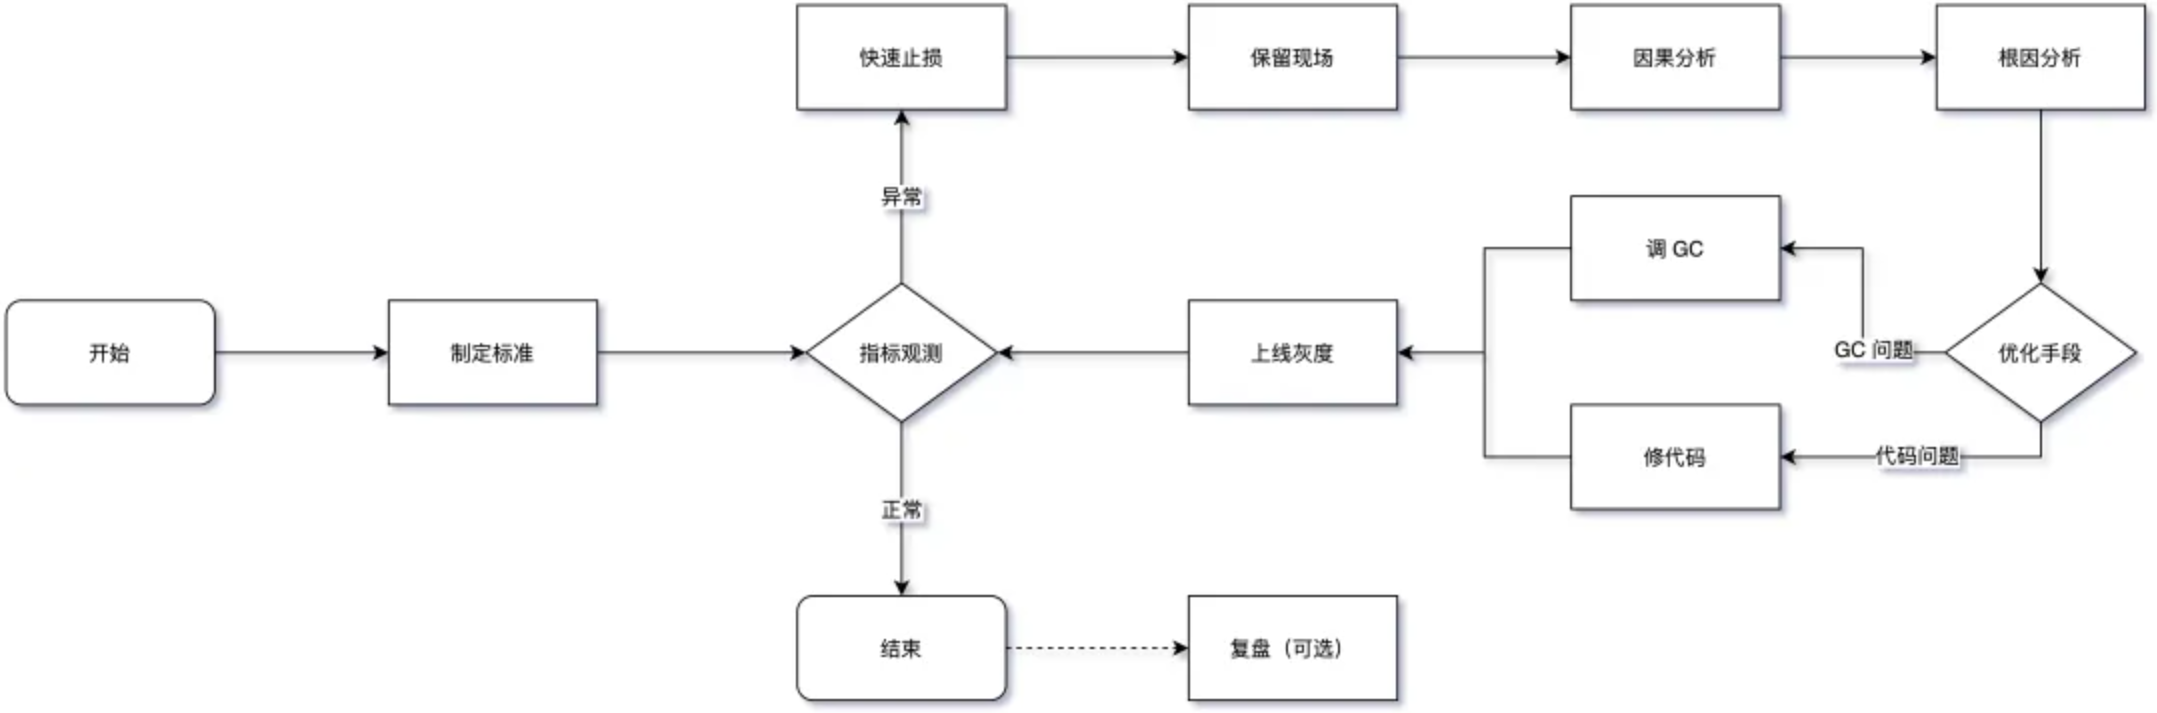 快速止损
保留现场
因果分析
根因分析
异常
调 GC
开始
制定标准
指标观测
上线灰度
GC 问题
优化手段
修代码
代码问题
正常
结束
复盘（可选）